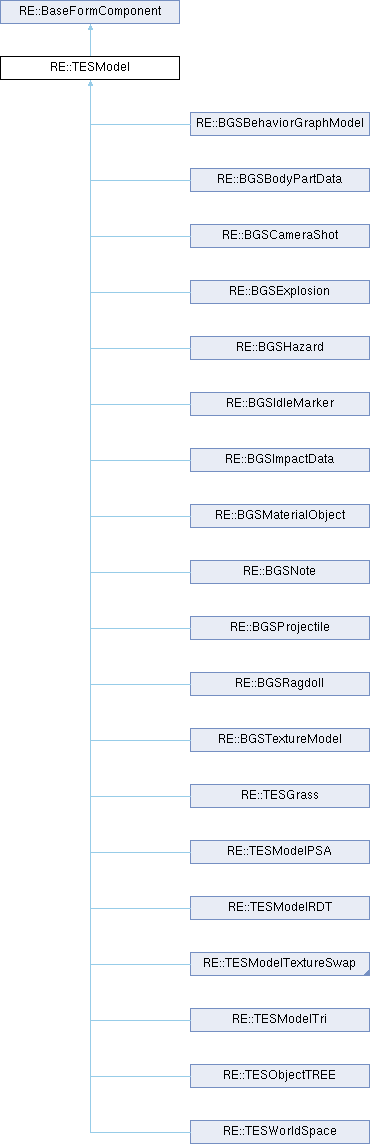 RE::BaseFormComponent
RE::TESModel
RE::BGSBehaviorGraphModel
RE::BGSBodyPartData
RE::BGSCameraShot
RE::BGSExplosion
RE::BGSHazard
RE::BGSIdleMarker
RE::BGSImpactData
RE::BGSMaterialObject
RE::BGSNote
RE::BGSProjectile
RE::BGSRagdoll
RE::BGSTextureModel
RE::TESGrass
RE::TESModelPSA
RE::TESModelRDT
RE::TESModelTextureSwap
RE::TESModelTri
RE::TESObjectTREE
RE::TESWorldSpace